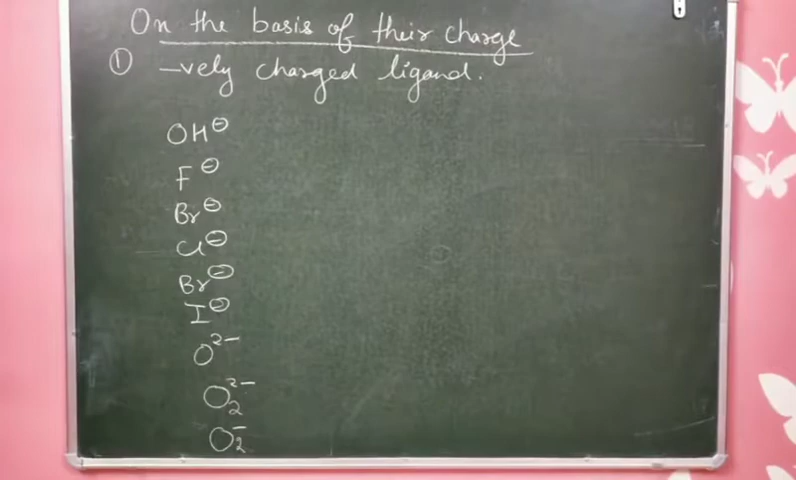 On the basis of their charge
① -vely charged ligand.
OH⊖
F⊖
Br⊖
Cl⊖
Br⊖
I⊖
O²⁻
O₂²⁻
O₂⁻